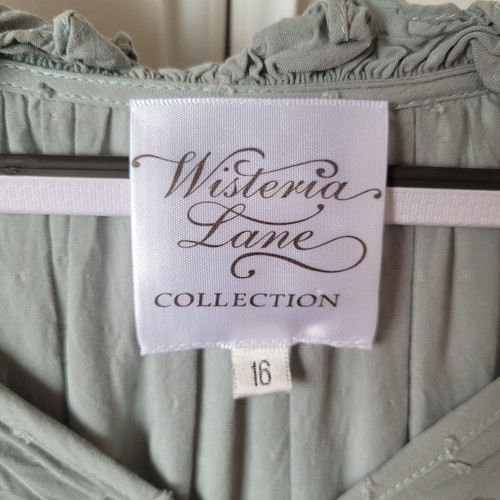 Wisteria
Lane
COLLECTION
16